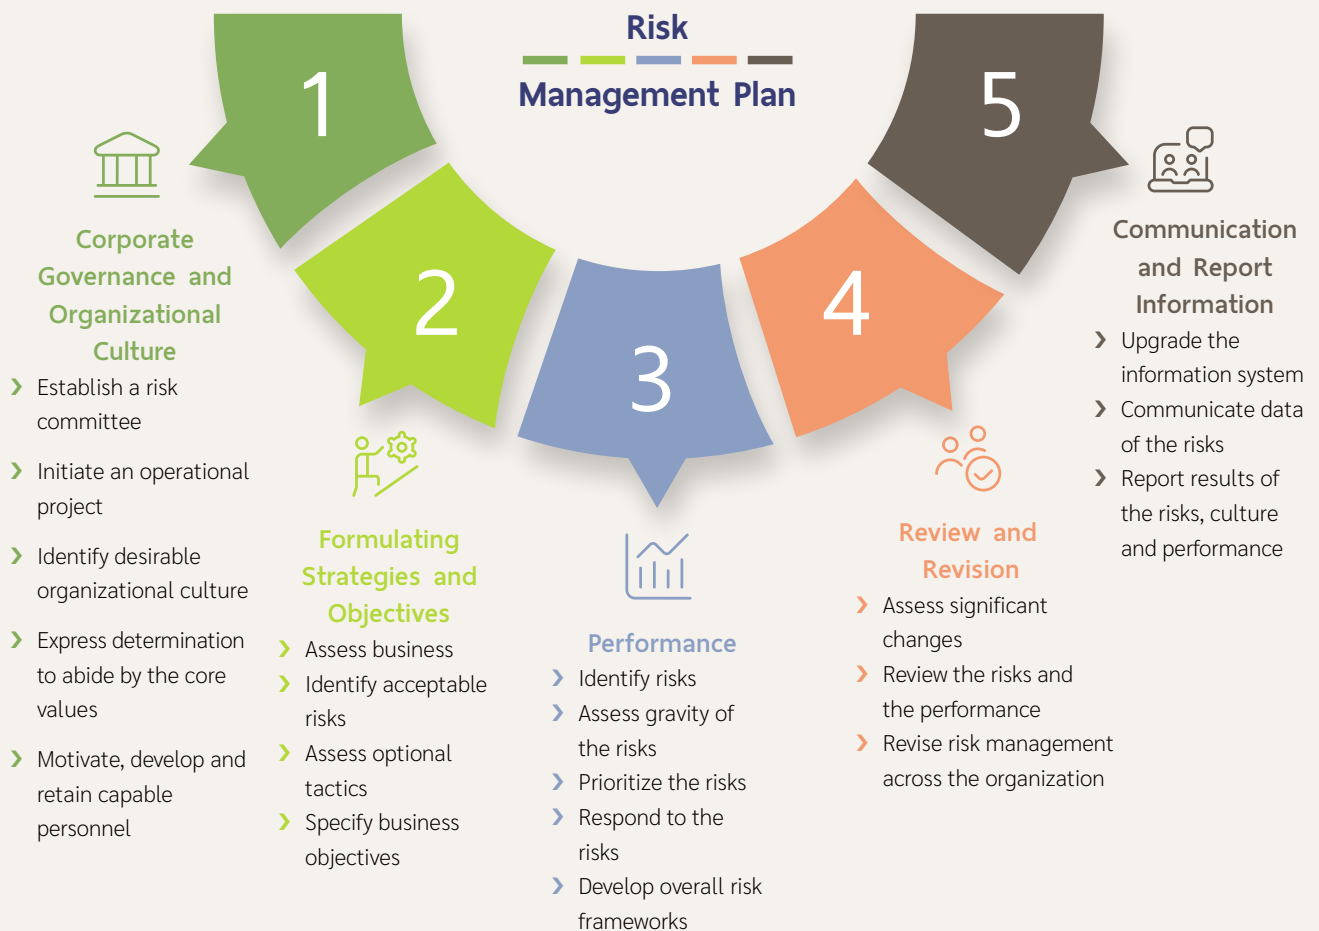 Risk
Management Plan
1
Corporate
Governance and
Organizational
Culture
Establish a risk
committee
Initiate an operational
project
Identify desirable
organizational culture
Express determination
to abide by the core
values
Motivate, develop and
retain capable
personnel
2
Formulating
Strategies and
Objectives
Assess business
Identify acceptable
risks
Assess optional
tactics
Specify business
objectives
3
Performance
Identify risks
Assess gravity of
the risks
Prioritize the risks
Respond to the
risks
Develop overall risk
frameworks
4
Review and
Revision
Assess significant
changes
Review the risks and
the performance
Revise risk management
across the organization
5
Communication
and Report
Information
Upgrade the
information system
Communicate data
of the risks
Report results of
the risks, culture
and performance